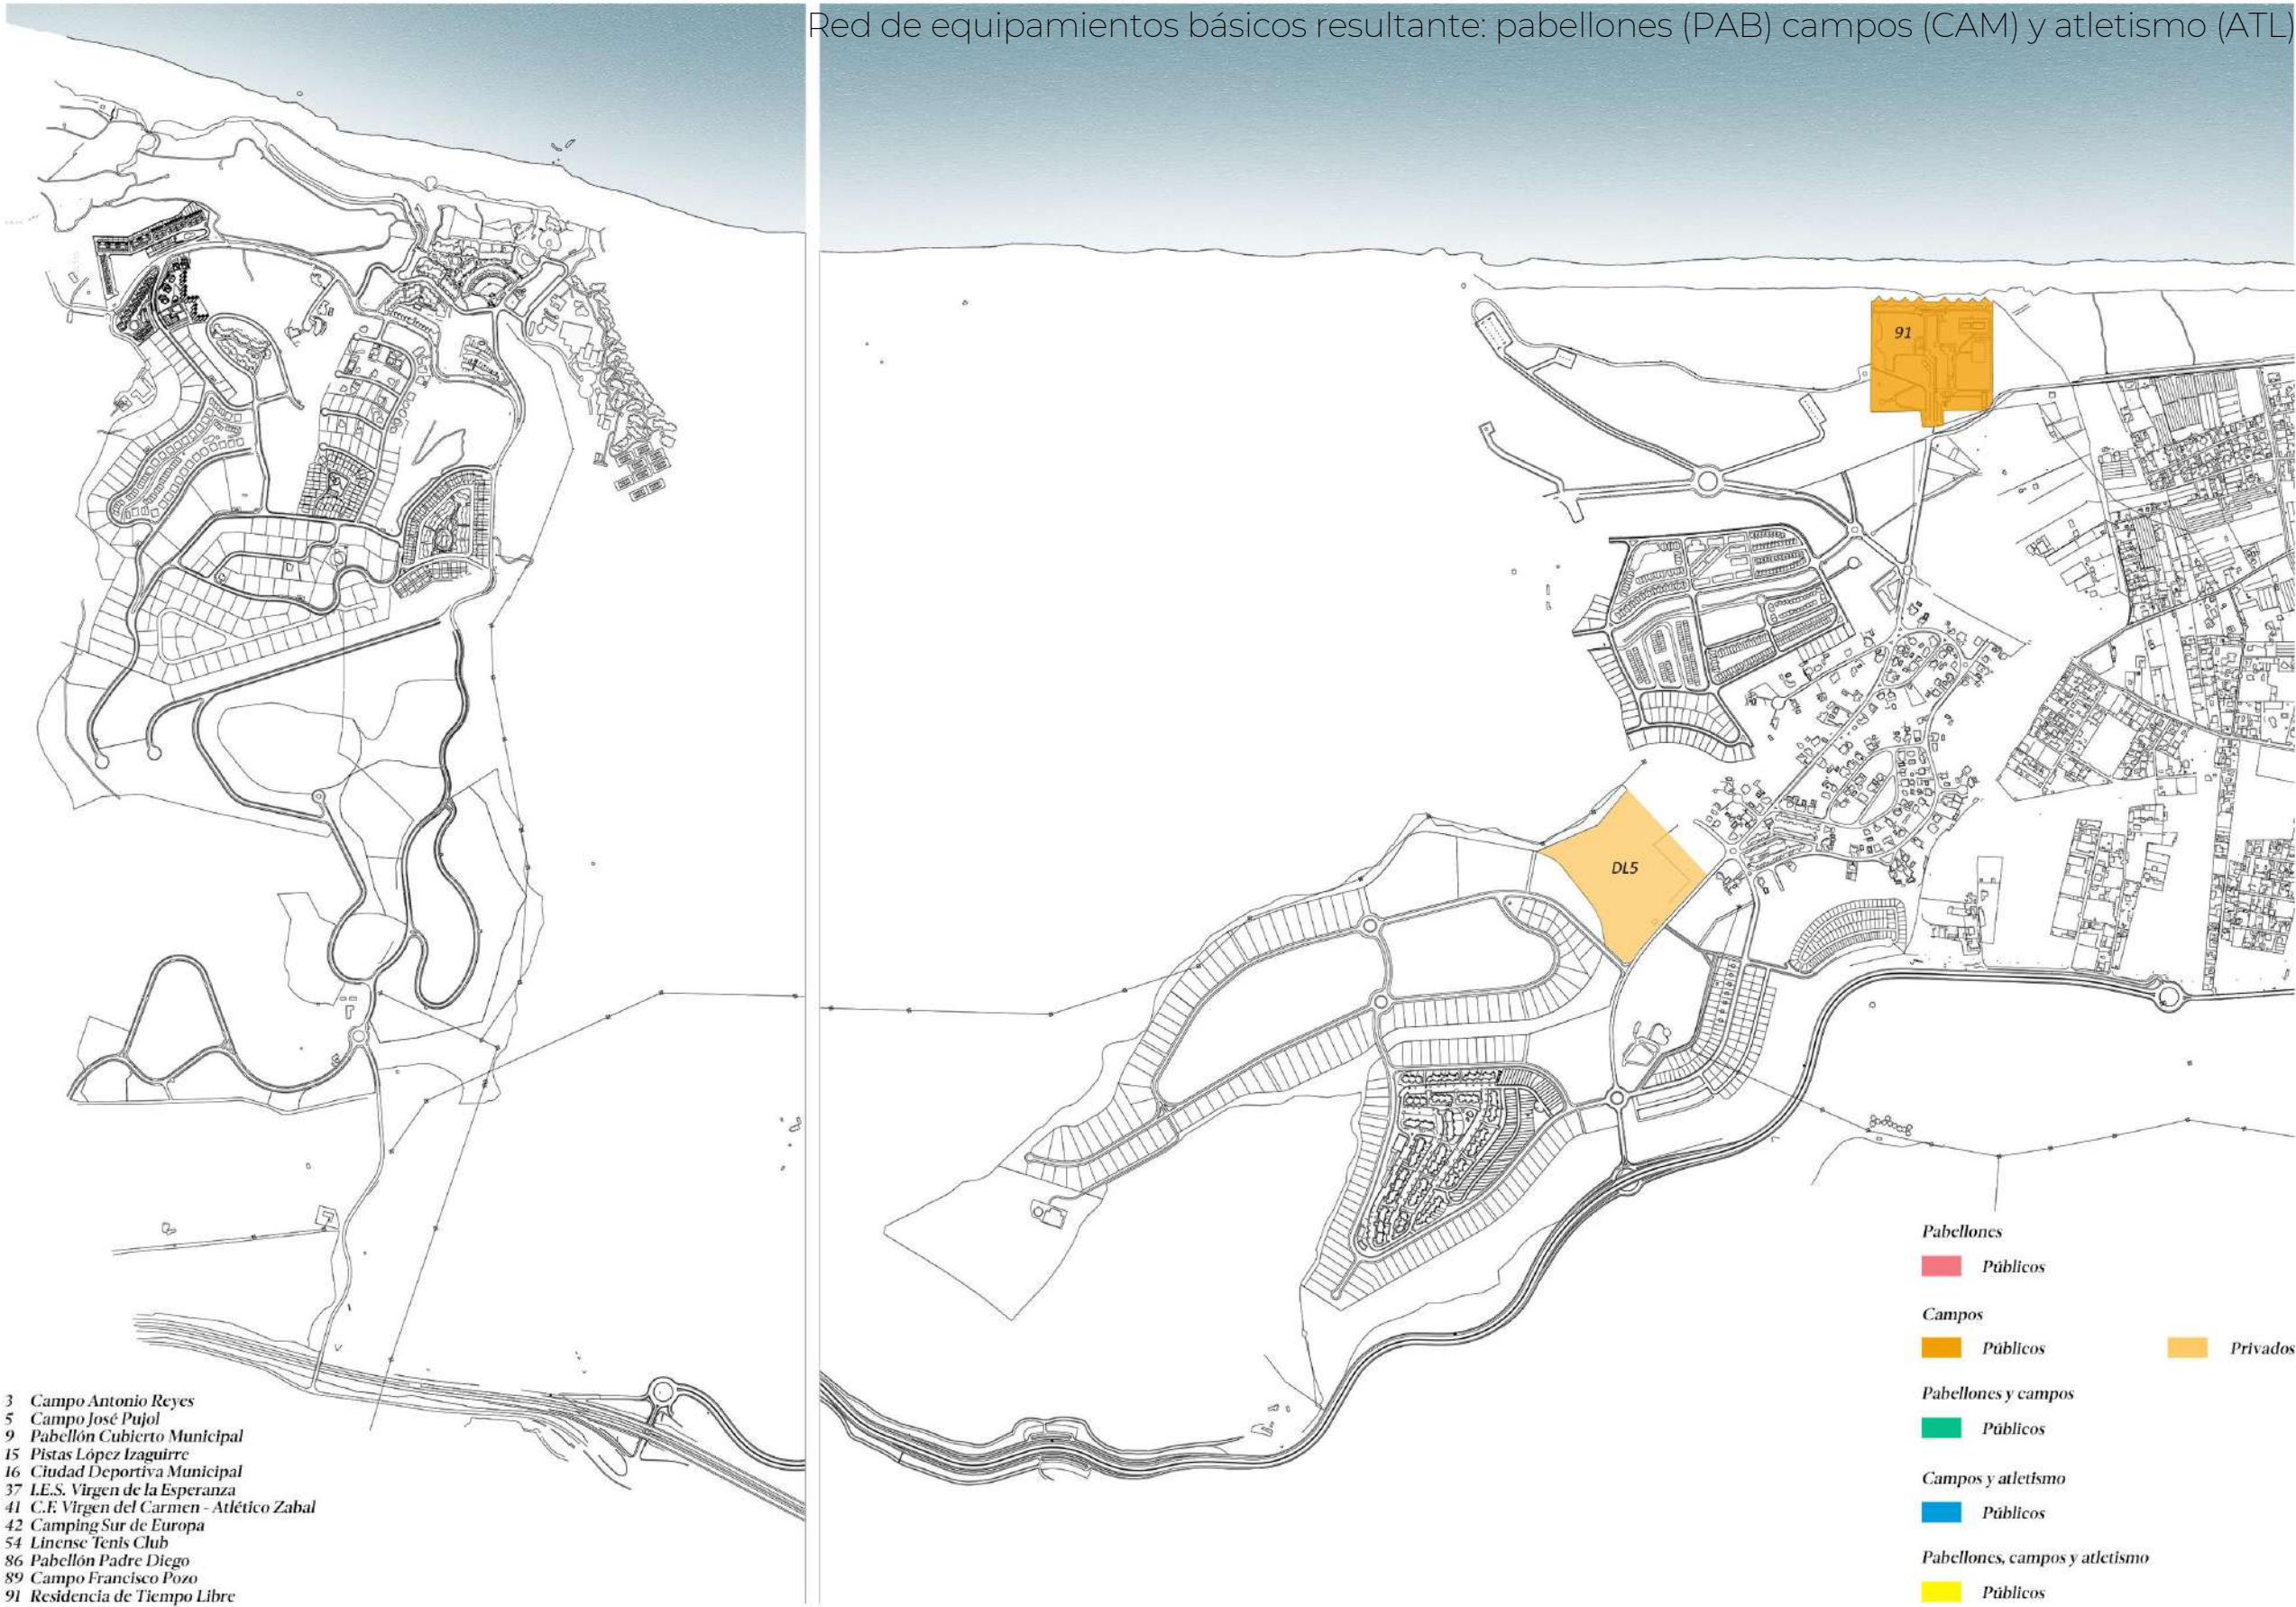 Red de equipamientos básicos resultante: pabellones (PAB) campos (CAM) y atletismo (ATL)
91
DL5
Pabellones
Públicos
Campos
Públicos
Privados
Pabellones y campos
Públicos
Campos y atletismo
Públicos
Pabellones, campos y atletismo
Públicos
3 Campo Antonio Reyes
5 Campo José Pujol
9 Pabellón Cubierto Municipal
15 Pistas López Izaguirre
16 Ciudad Deportiva Municipal
37 I.E.S. Virgen de la Esperanza
41 C.F. Virgen del Carmen - Atlético Zabal
42 Camping Sur de Europa
54 Linense Tenis Club
86 Pabellón Padre Diego
89 Campo Francisco Pozo
91 Residencia de Tiempo Libre